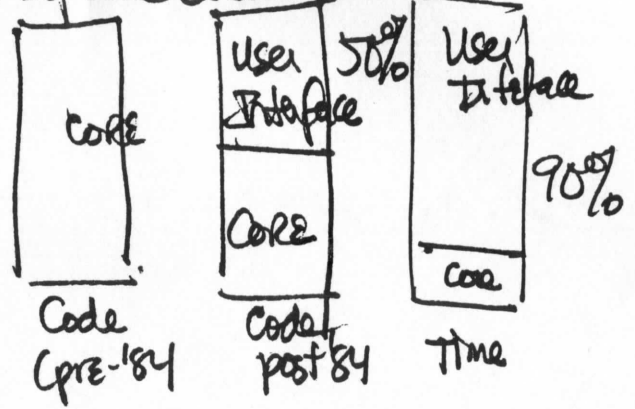 CORE
Code
(pre-'84
User
Interface
50%
CORE
Code
post '84
User
Interface
90%
Core
Time